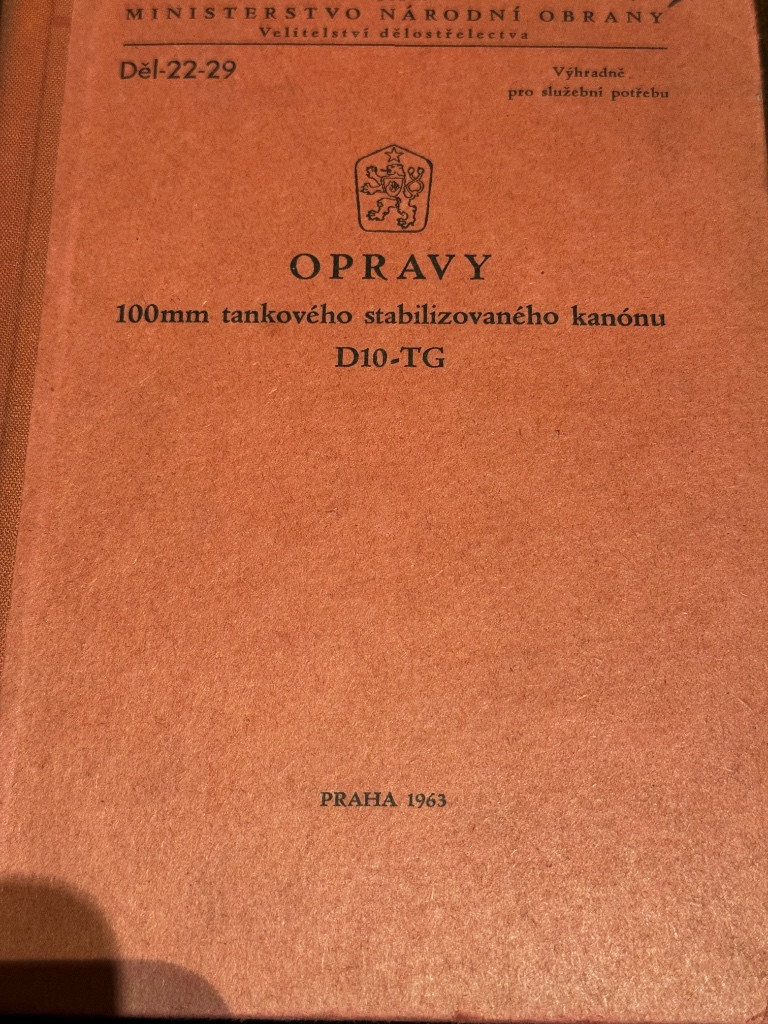 MINISTERSTVO NÁRODNÍ OBRANY
Velitelství dělostřelectva
Děl-22-29
Výhradně
pro služební potřebu
OPRAVY
100mm tankového stabilizovaného kanónu
D10-TG
PRAHA 1963